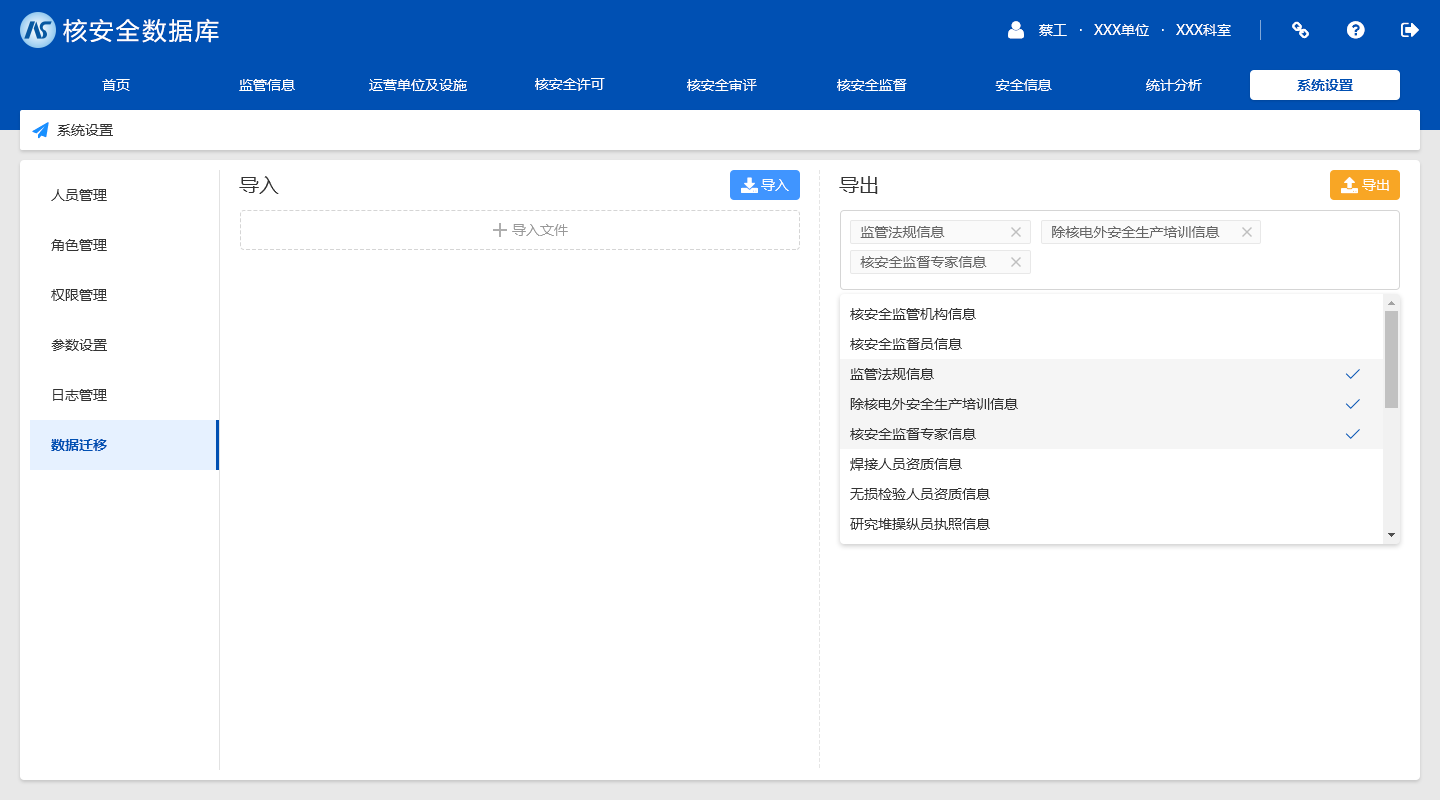 核安全数据库
蔡工 · XXX单位 · XXX科室
首页 监管信息 运营单位及设施 核安全许可 核安全审评 核安全监督 安全信息 统计分析 系统设置
系统设置
人员管理
角色管理
权限管理
参数设置
日志管理
数据迁移
导入
导入
导入文件
导出
导出
监管法规信息 除核电外安全生产培训信息
核安全监督专家信息
核安全监管机构信息
核安全监督员信息
监管法规信息
除核电外安全生产培训信息
核安全监督专家信息
焊接人员资质信息
无损检验人员资质信息
研究堆操纵员执照信息